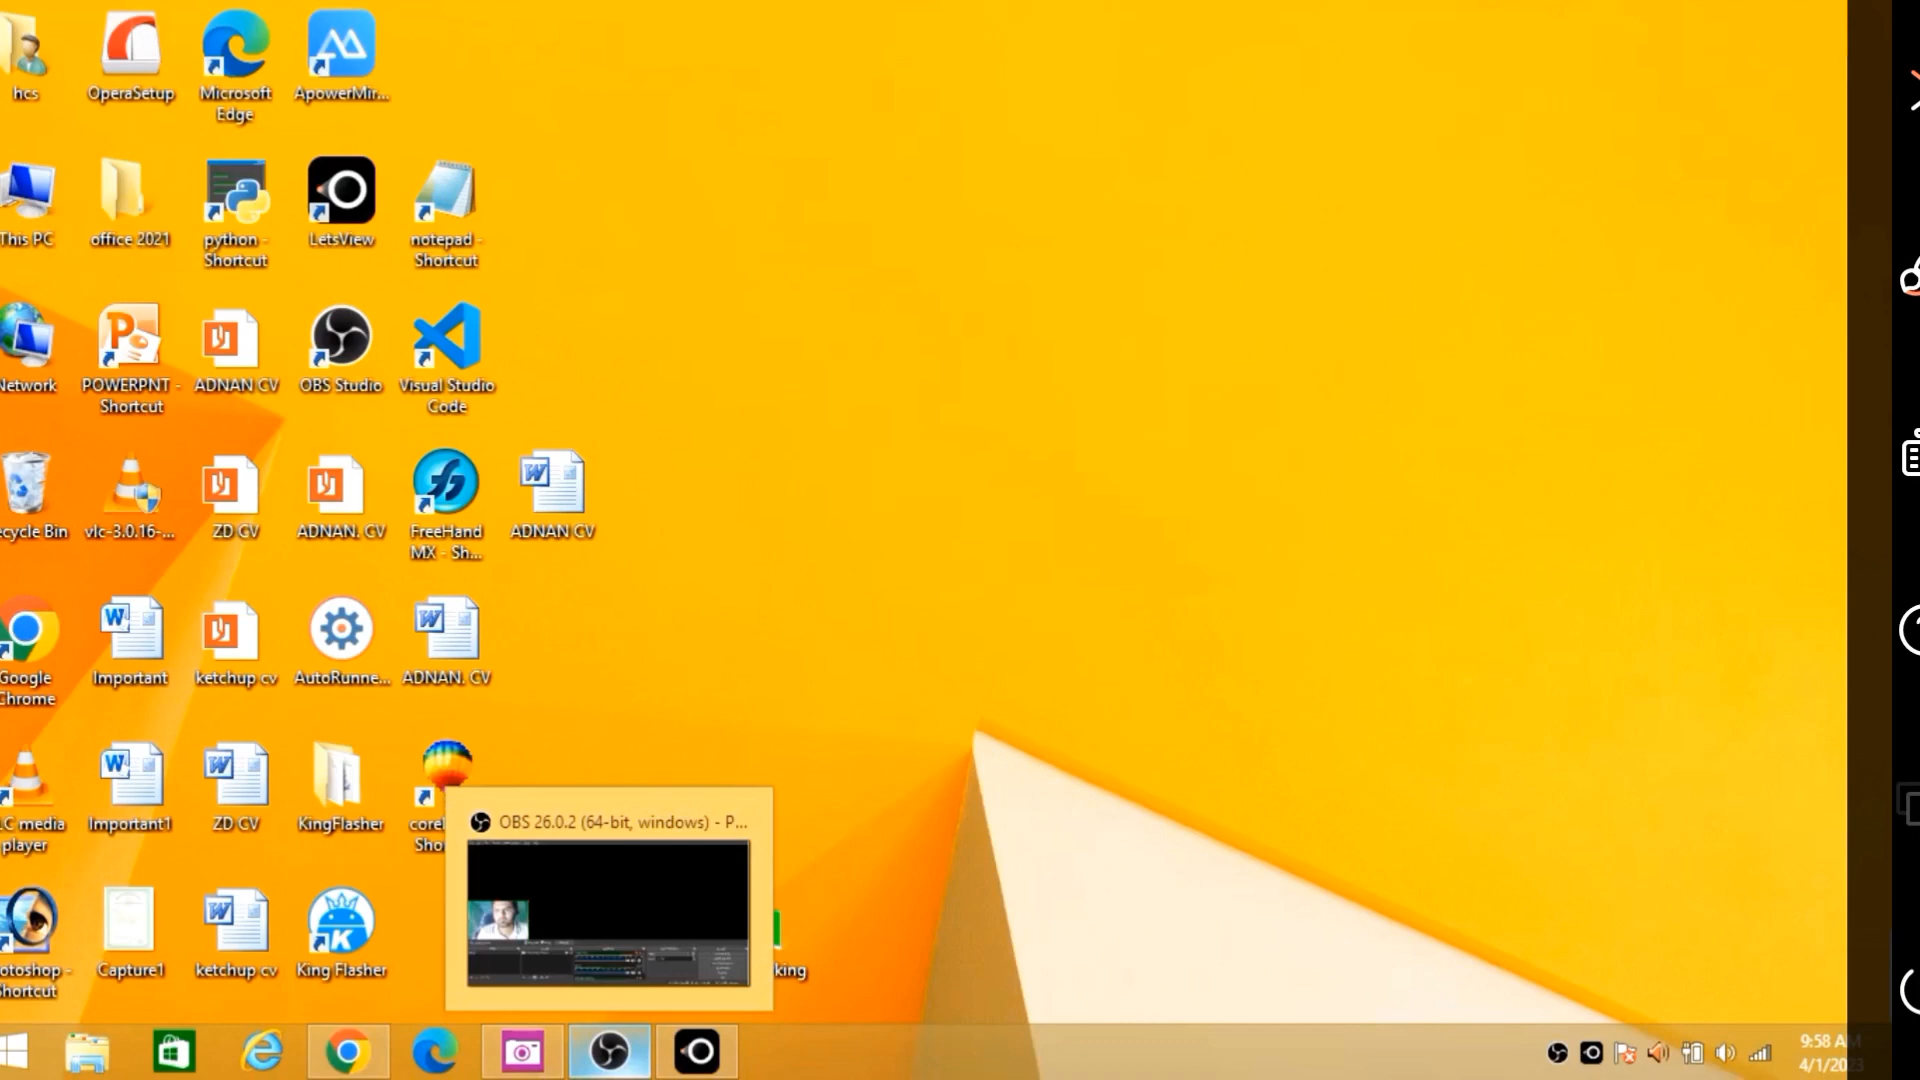 hcs
OperaSetup
Microsoft
Edge
ApowerMir...
This PC
office 2021
python -
Shortcut
LetsView
notepad -
Shortcut
Network
POWERPNT -
Shortcut
ADNAN CV
OBS Studio
Visual Studio
Code
ecycle Bin
vlc-3.0.16-...
ZD CV
ADNAN. CV
FreeHand
MX - Sh...
ADNAN CV
Google
Chrome
Important
ketchup cv
AutoRunne...
ADNAN. CV
LC media
player
Important1
ZD CV
KingFlasher
corel
Sho
OBS 26.0.2 (64-bit, windows) - P...
otoshop -
Shortcut
Capture1
ketchup cv
King Flasher
king
9:58 AM
4/1/2023